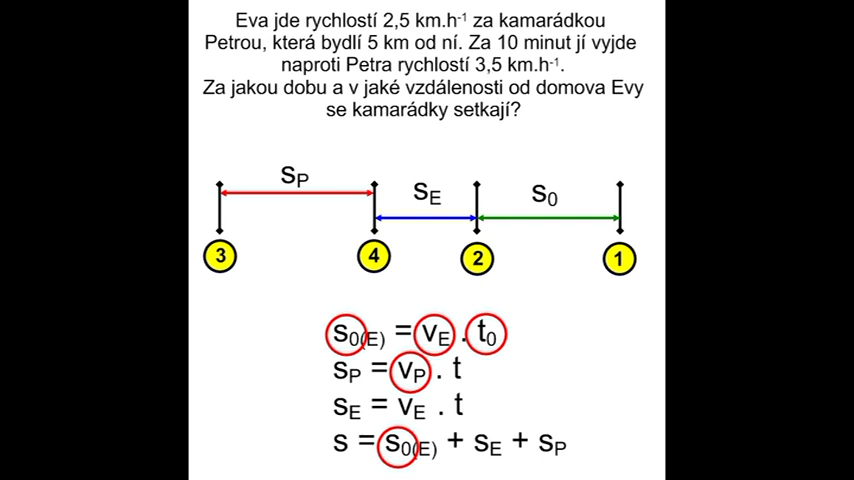 Eva jde rychlostí 2,5 km.h⁻¹ za kamarádkou
Petrou, která bydlí 5 km od ní. Za 10 minut jí vyjde
naproti Petra rychlostí 3,5 km.h⁻¹.
Za jakou dobu a v jaké vzdálenosti od domova Evy
se kamarádky setkají?
sP sE s0
3 4 2 1
s0(E) = vE . t0
sP = vP . t
sE = vE . t
s = s0(E) + sE + sP